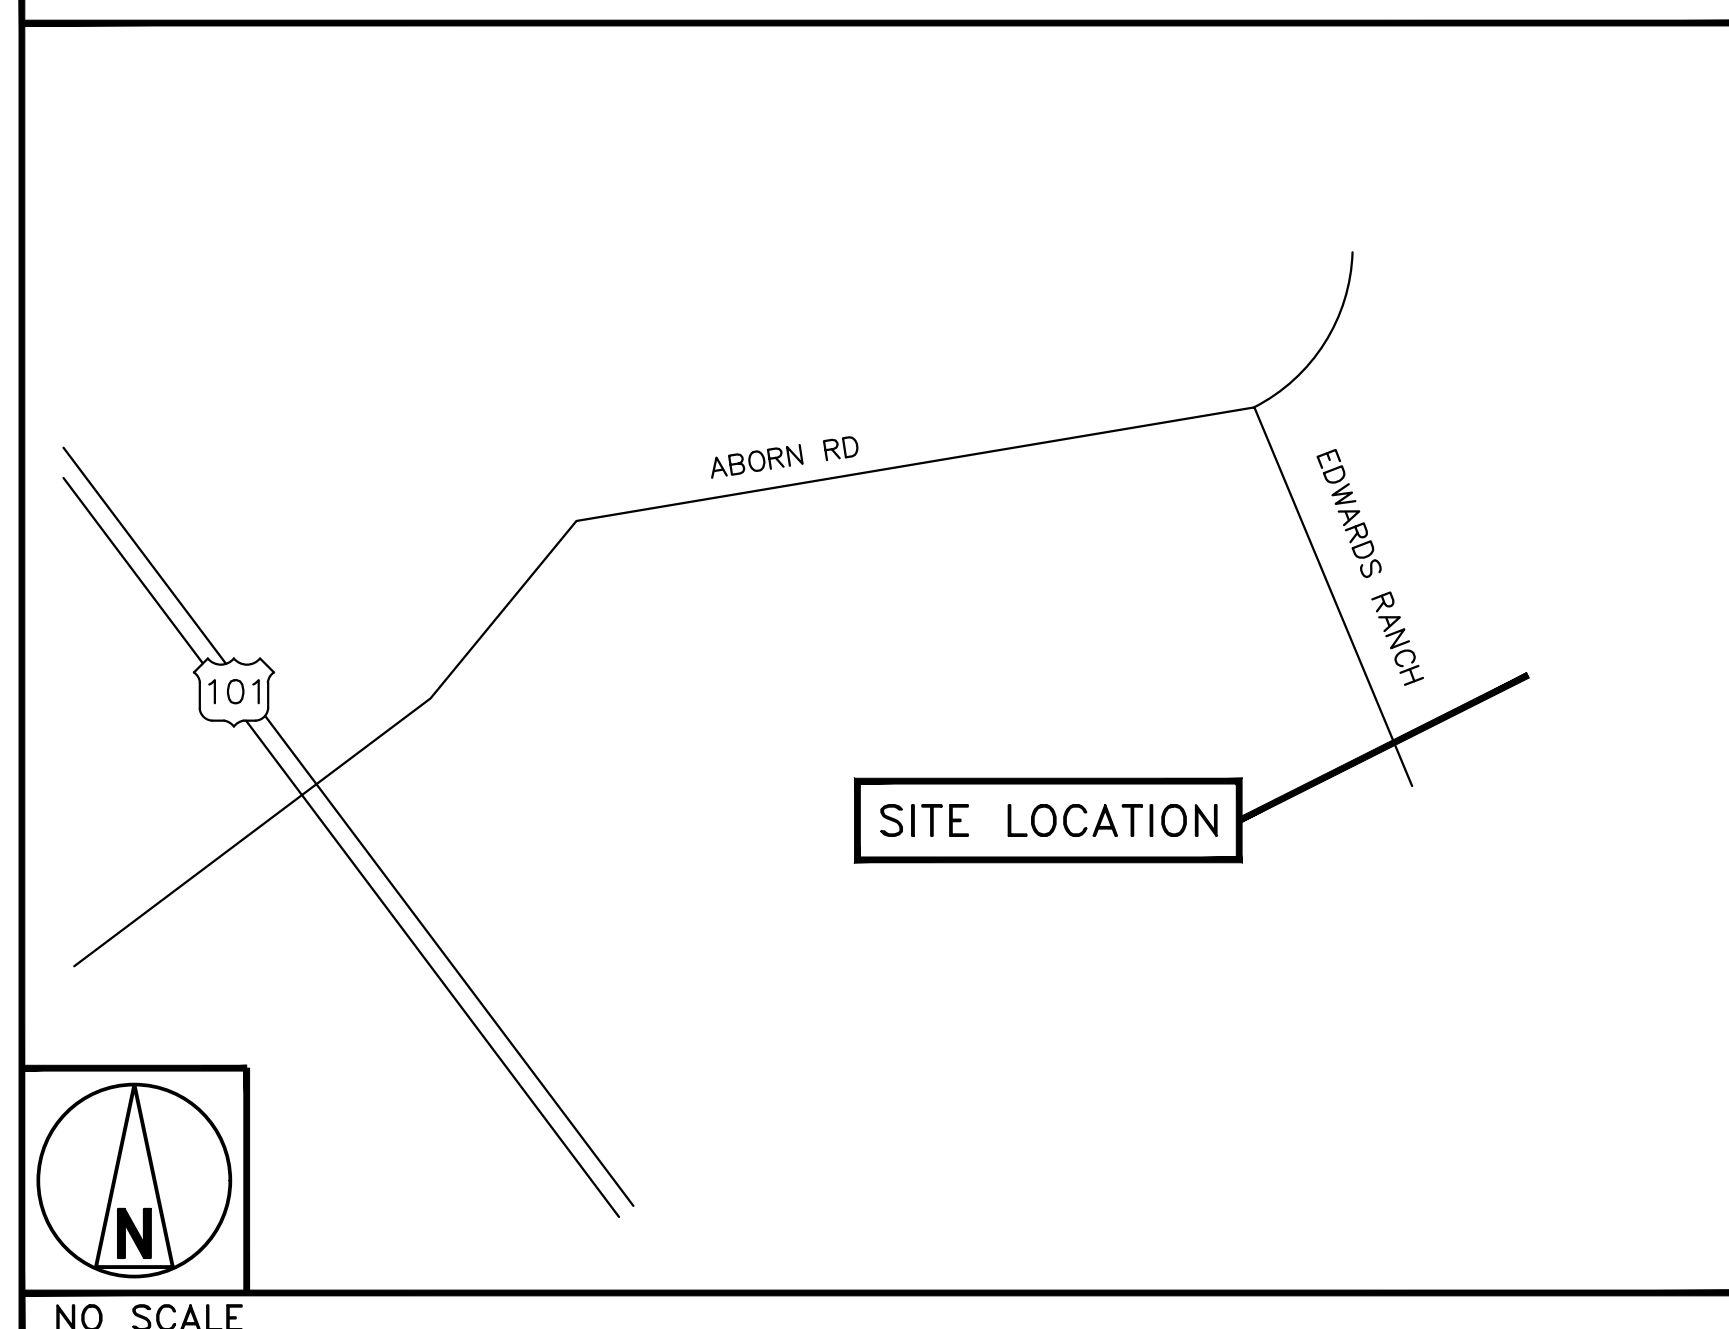 ABORN RD
EDWARDS RANCH
101
SITE LOCATION
N
NO SCALE